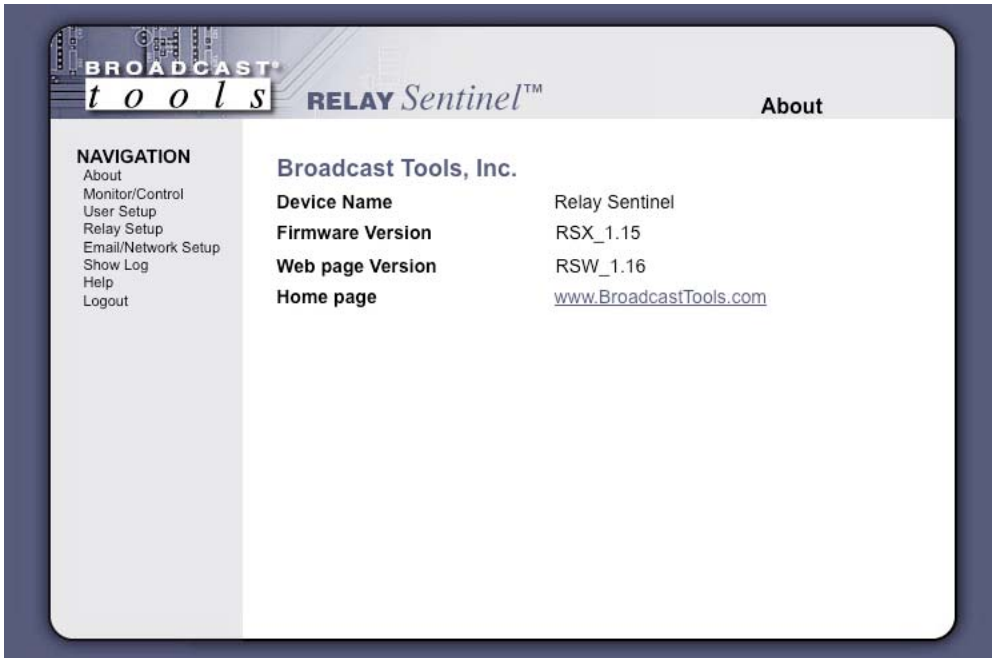 BROADCAST®
tools
RELAY Sentinel™
About
NAVIGATION
About
Monitor/Control
User Setup
Relay Setup
Email/Network Setup
Show Log
Help
Logout
Broadcast Tools, Inc.
Device Name Relay Sentinel
Firmware Version RSX_1.15
Web page Version RSW_1.16
Home page www.BroadcastTools.com